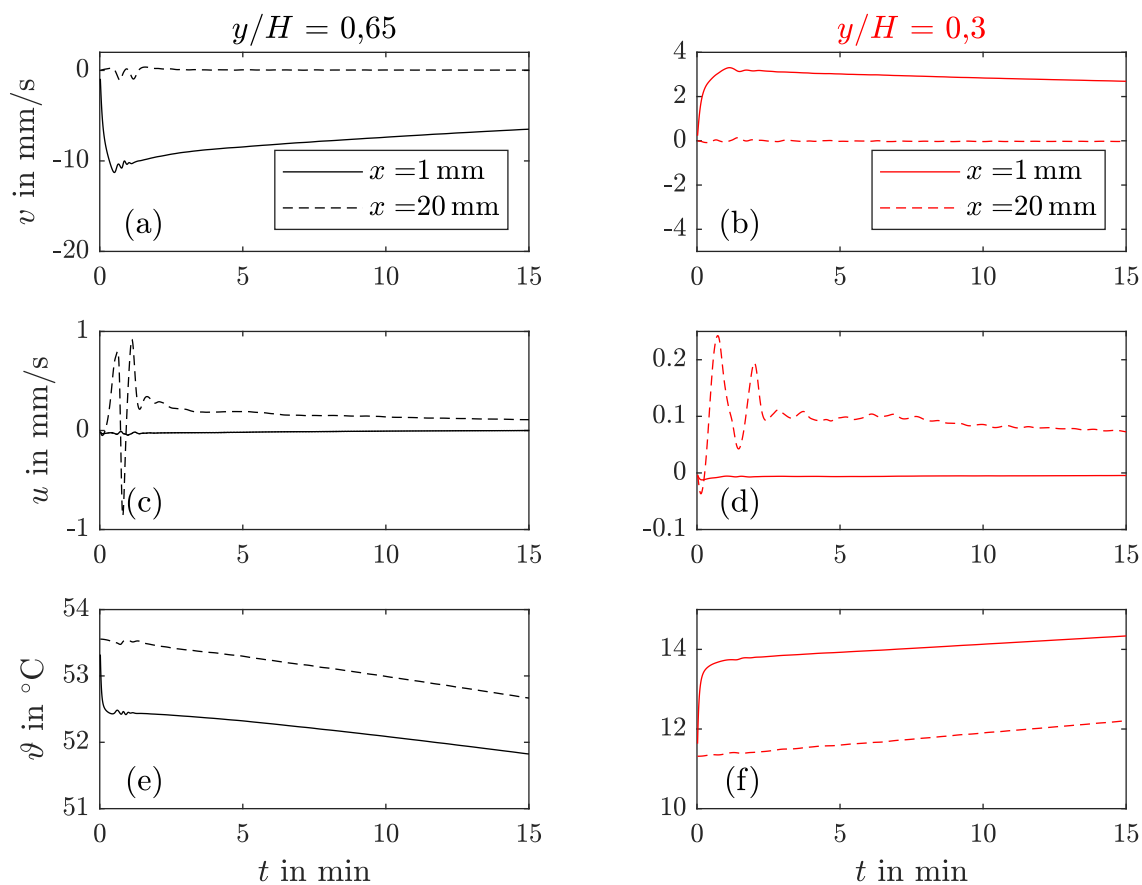 y/H = 0,65
y/H = 0,3
v in mm/s
0
-10
-20
(a)
x =1 mm
x =20 mm
0 5 10 15
4
2
0
-2
-4
(b)
x =1 mm
x =20 mm
0 5 10 15
u in mm/s
1
0
-1
(c)
0 5 10 15
0.2
0.1
0
-0.1
(d)
0 5 10 15
ϑ in °C
54
53
52
51
(e)
0 5 10 15
t in min
14
12
10
(f)
0 5 10 15
t in min